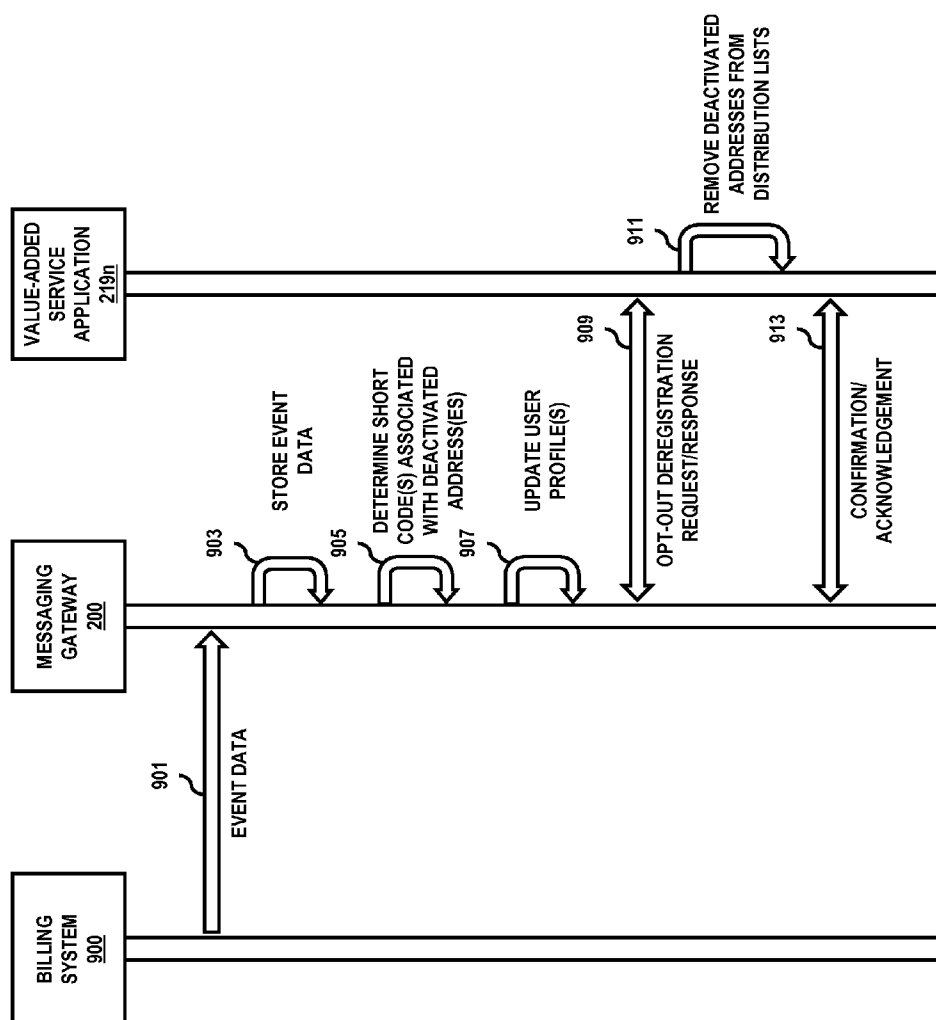 BILLING
SYSTEM
900
MESSAGING
GATEWAY
200
VALUE-ADDED
SERVICE
APPLICATION
219n
901
EVENT DATA
903
STORE EVENT
DATA
905
DETERMINE SHORT
CODE(S) ASSOCIATED
WITH DEACTIVATED
ADDRESS(ES)
907
UPDATE USER
PROFILE(S)
909
OPT-OUT DEREGISTRATION
REQUEST/RESPONSE
911
REMOVE DEACTIVATED
ADDRESSES FROM
DISTRIBUTION LISTS
913
CONFIRMATION/
ACKNOWLEDGEMENT